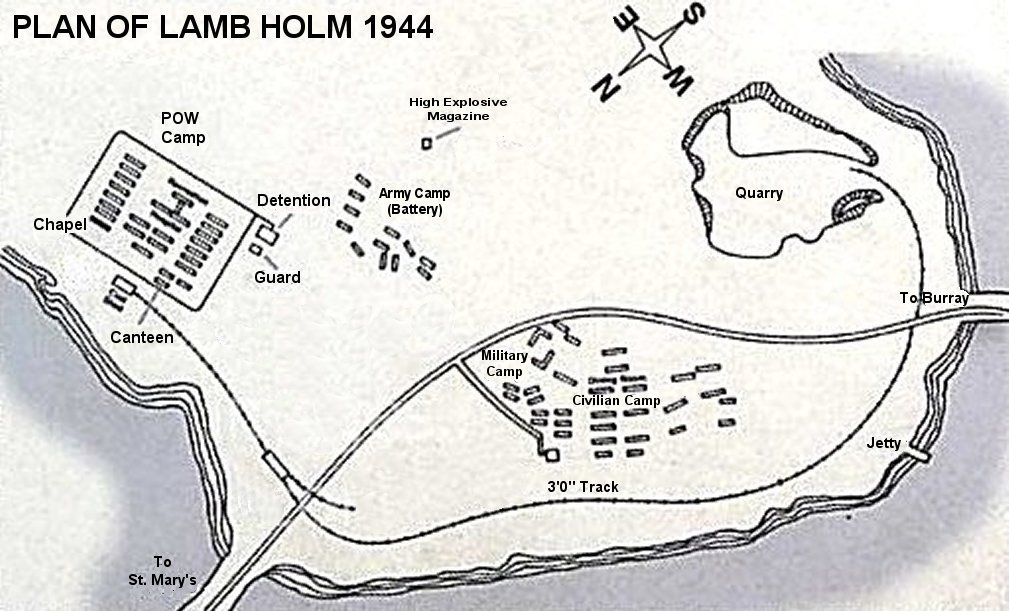 PLAN OF LAMB HOLM 1944
E
S
N
W
High Explosive
Magazine
POW
Camp
Detention
Army Camp
(Battery)
Quarry
Chapel
Guard
To Burray
Canteen
Military
Camp
Civilian Camp
Jetty
3'0" Track
To
St. Mary's